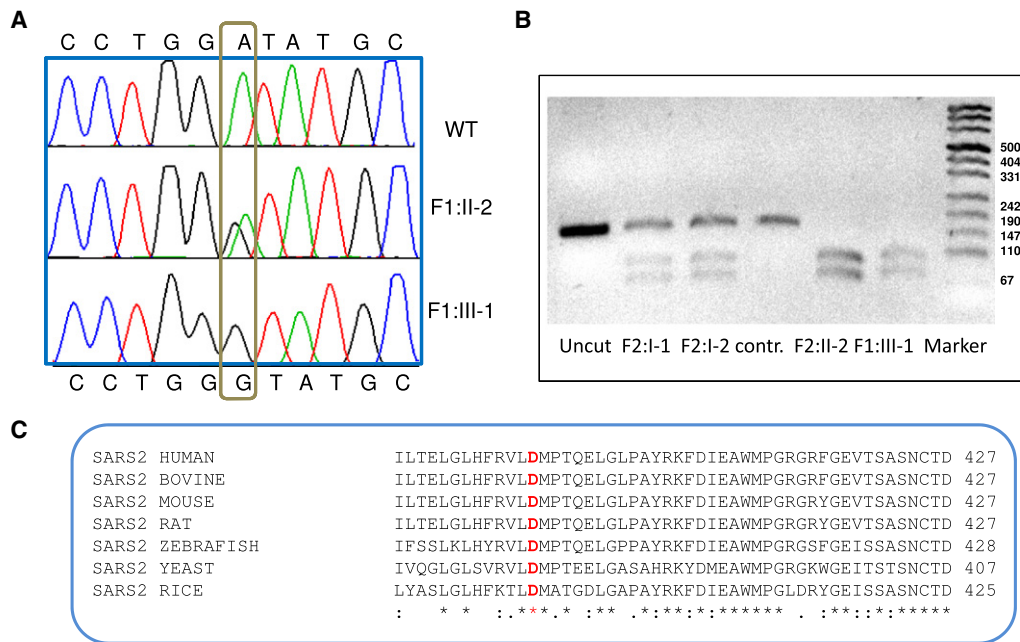 A
C C T G G A T A T G C
WT
F1:II-2
F1:III-1
C C T G G G T A T G C
B
500
404
331
242
190
147
110
67
Uncut F2:I-1 F2:I-2 contr. F2:II-2 F1:III-1 Marker
C
SARS2 HUMAN ILTELGLHFRVLDMPTQELGLPAYRKFDIEAWMPGRGRFGEVTSASNCTD 427
SARS2 BOVINE ILTELGLHFRVLDMPTQELGLPAYRKFDIEAWMPGRGRFGEVTSASNCTD 427
SARS2 MOUSE ILTELGLHFRVLDMPTQELGLPAYRKFDIEAWMPGRGRYGEVTSASNCTD 427
SARS2 RAT ILTELGLHFRVLDMPTQELGLPAYRKFDIEAWMPGRGRYGEVTSASNCTD 427
SARS2 ZEBRAFISH IFSSLKLHYRVLDMPTQELGPPAYRKFDIEAWMPGRGSFGEISSASNCTD 428
SARS2 YEAST IVQGLGLSVRVLDMPTEELGASAHRKYDMEAWMPGRGKWGEITSTSNCTD 407
SARS2 RICE LYASLGLHFKTLDMATGDLGAPAYRKFDIEAWMPGLDRYGEISSASNCTD 425
: * * :.***.* :** *:**:*:****** . :**::*:*****